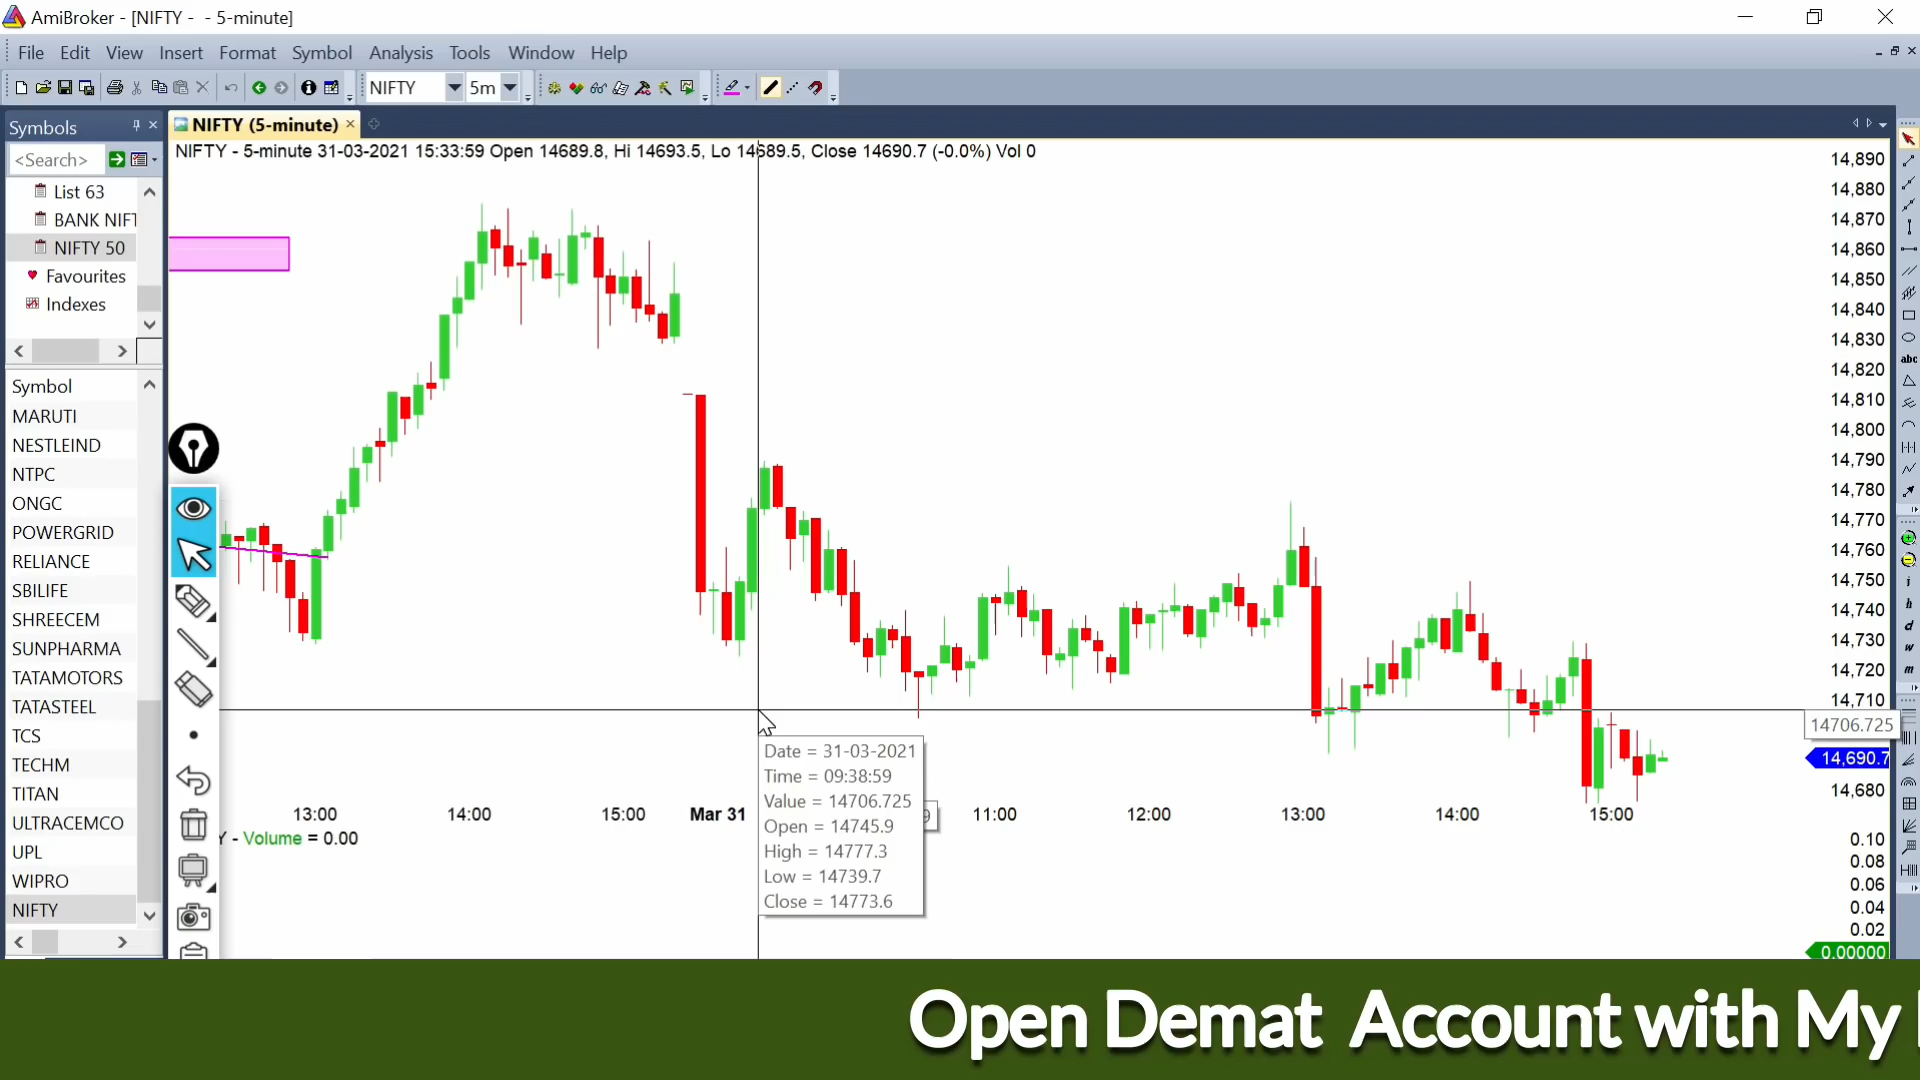 AmiBroker - [NIFTY -  - 5-minute]
File Edit View Insert Format Symbol Analysis Tools Window Help
NIFTY 5m
Symbols
NIFTY (5-minute)
<Search>
NIFTY - 5-minute 31-03-2021 15:33:59 Open 14689.8, Hi 14693.5, Lo 14689.5, Close 14690.7 (-0.0%) Vol 0
List 63
BANK NIFT
NIFTY 50
Favourites
Indexes
Symbol
MARUTI
NESTLEIND
NTPC
ONGC
POWERGRID
RELIANCE
SBILIFE
SHREECEM
SUNPHARMA
TATAMOTORS
TATASTEEL
TCS
TECHM
TITAN
ULTRACEMCO
UPL
WIPRO
NIFTY
14,890
14,880
14,870
14,860
14,850
14,840
14,830
14,820
14,810
14,800
14,790
14,780
14,770
14,760
14,750
14,740
14,730
14,720
14,710
14706.725
14,690.7
14,680
abc
i
h
d
w
m
Date = 31-03-2021
Time = 09:38:59
Value = 14706.725
Open = 14745.9
High = 14777.3
Low = 14739.7
Close = 14773.6
13:00 14:00 15:00 Mar 31 9 11:00 12:00 13:00 14:00 15:00
Y - Volume = 0.00
0.10
0.08
0.06
0.04
0.02
0.00000
Open Demat Account with My